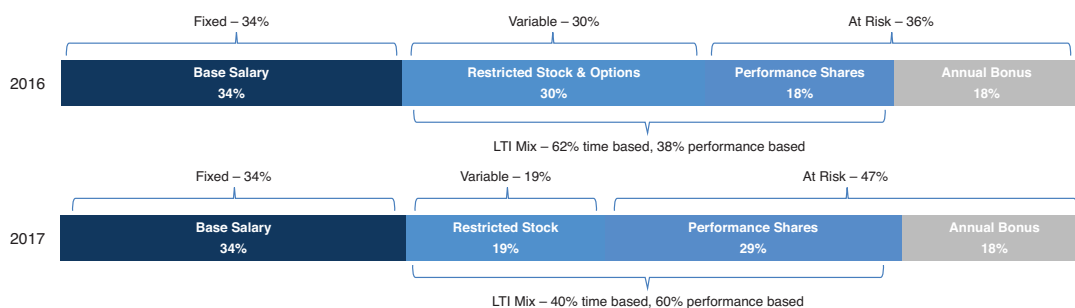 Fixed – 34% Variable – 30% At Risk – 36%
2016
Base Salary Restricted Stock & Options Performance Shares Annual Bonus
34% 30% 18% 18%
LTI Mix – 62% time based, 38% performance based
Fixed – 34% Variable – 19% At Risk – 47%
2017
Base Salary Restricted Stock Performance Shares Annual Bonus
34% 19% 29% 18%
LTI Mix – 40% time based, 60% performance based